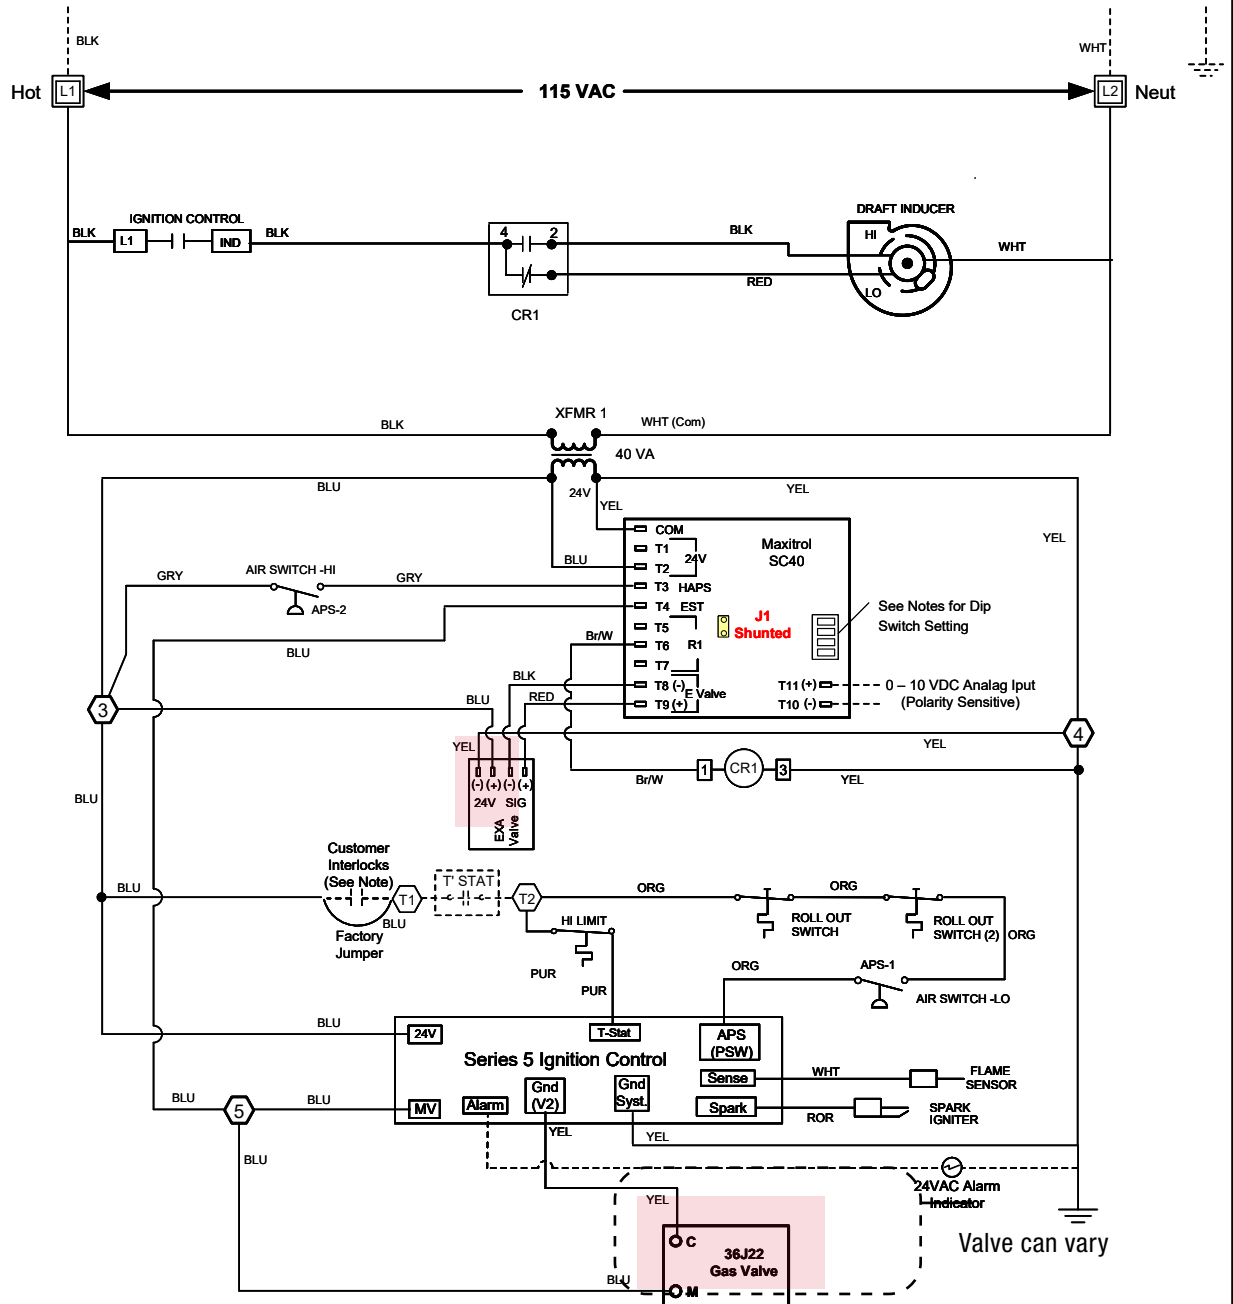 BLK
WHT
Hot L1 115 VAC L2 Neut
IGNITION CONTROL
DRAFT INDUCER
BLK L1 IND BLK 4 2 BLK HI WHT
RED LO
CR1
XFMR 1
BLK WHT (Com)
40 VA
BLU 24V YEL
YEL
YEL
COM
T1
24V
BLU T2
Maxitrol
SC40
AIR SWITCH -HI
GRY GRY T3 HAPS
APS-2
T4 EST
BLU
T5
J1
Shunted
See Notes for Dip
Switch Setting
Br/W T6 R1
T7
BLK T8 (-)
E Valve
RED T9 (+)
T11 (+) 0 – 10 VDC Analag Iput
T10 (-) (Polarity Sensitive)
3 BLU
YEL YEL 4
Br/W 1 CR1 3 YEL
(-) (+) (-) (+)
24V SIG
EXA
Valve
BLU
Customer
Interlocks
(See Note)
BLU T1 T' STAT T2 ORG ORG
BLU
Factory
Jumper
HI LIMIT
ROLL OUT
SWITCH
ROLL OUT
SWITCH (2) ORG
PUR
PUR
ORG APS-1
AIR SWITCH -LO
BLU 24V T-Stat APS
(PSW)
Series 5 Ignition Control
Gnd
(V2)
Gnd
Syst.
Sense WHT FLAME
SENSOR
BLU 5 BLU MV Alarm Spark ROR SPARK
IGNITER
YEL YEL
BLU
24VAC Alarm
Indicator
YEL
C 36J22
Gas Valve
Valve can vary
BLU M